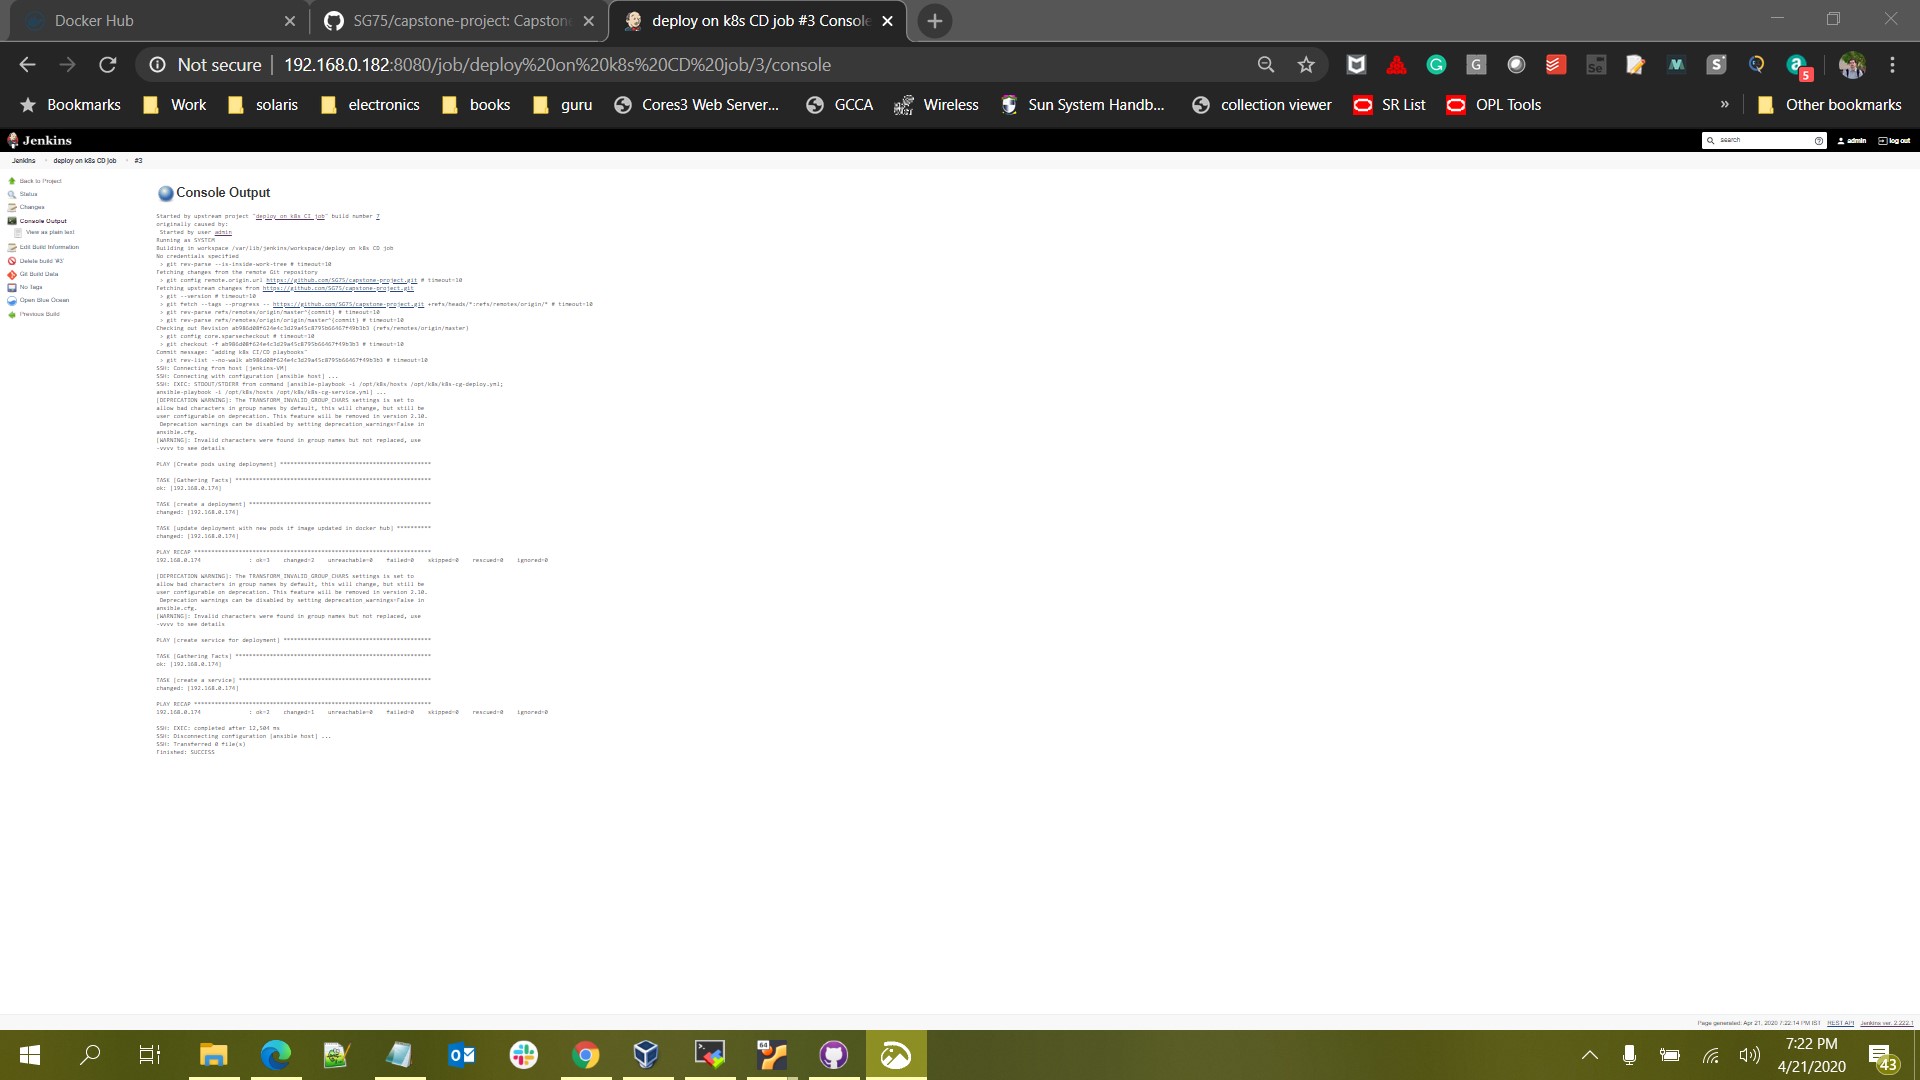 Docker Hub
SG75/capstone-project: Capston
deploy on k8s CD job #3 Console
Not secure
192.168.0.182:8080/job/deploy%20on%20k8s%20CD%20job/3/console
5
Bookmarks
Work
solaris
electronics
books
guru
Cores3 Web Server...
GCCA
Wireless
Sun System Handb...
collection viewer
SR List
OPL Tools
»
Other bookmarks
Jenkins
search
admin
log out
Jenkins
deploy on k8s CD job
#3
Back to Project
Status
Changes
Console Output
View as plain text
Edit Build Information
Delete build '#3'
Git Build Data
No Tags
Open Blue Ocean
Previous Build
Console Output
Started by upstream project "deploy on k8s CI job" build number 7
originally caused by:
Started by user admin
Running as SYSTEM
Building in workspace /var/lib/jenkins/workspace/deploy on k8s CD job
No credentials specified
> git rev-parse --is-inside-work-tree # timeout=10
Fetching changes from the remote Git repository
> git config remote.origin.url https://github.com/SG75/capstone-project.git # timeout=10
Fetching upstream changes from https://github.com/SG75/capstone-project.git
> git --version # timeout=10
> git fetch --tags --progress -- https://github.com/SG75/capstone-project.git +refs/heads/*:refs/remotes/origin/* # timeout=10
> git rev-parse refs/remotes/origin/master^{commit} # timeout=10
> git rev-parse refs/remotes/origin/origin/master^{commit} # timeout=10
Checking out Revision (refs/remotes/origin/master)
> git config core.sparsecheckout # timeout=10
> git checkout -f # timeout=10
Commit message: "adding k8s CI/CD playbooks"
> git rev-list --no-walk # timeout=10
SSH: Connecting from host [jenkins-VM]
SSH: Connecting with configuration [ansible host] ...
SSH: EXEC: STDOUT/STDERR from command [ansible-playbook -i /opt/k8s/hosts /opt/k8s/k8s-cg-deploy.yml;
ansible-playbook -i /opt/k8s/hosts /opt/k8s/k8s-cg-service.yml] ...
[DEPRECATION WARNING]: The TRANSFORM_INVALID_GROUP_CHARS settings is set to
allow bad characters in group names by default, this will change, but still be
user configurable on deprecation. This feature will be removed in version 2.10.
Deprecation warnings can be disabled by setting deprecation_warnings=False in
ansible.cfg.
[WARNING]: Invalid characters were found in group names but not replaced, use
-vvvv to see details
PLAY [Create pods using deployment] ********************************************
TASK [Gathering Facts] *********************************************************
ok: [192.168.0.174]
TASK [create a deployment] *****************************************************
changed: [192.168.0.174]
TASK [update deployment with new pods if image updated in docker hub] **********
changed: [192.168.0.174]
PLAY RECAP *********************************************************************
192.168.0.174 : ok=3 changed=2 unreachable=0 failed=0 skipped=0 rescued=0 ignored=0
[DEPRECATION WARNING]: The TRANSFORM_INVALID_GROUP_CHARS settings is set to
allow bad characters in group names by default, this will change, but still be
user configurable on deprecation. This feature will be removed in version 2.10.
Deprecation warnings can be disabled by setting deprecation_warnings=False in
ansible.cfg.
[WARNING]: Invalid characters were found in group names but not replaced, use
-vvvv to see details
PLAY [create service for deployment] *******************************************
TASK [Gathering Facts] *********************************************************
ok: [192.168.0.174]
TASK [create a service] ********************************************************
changed: [192.168.0.174]
PLAY RECAP *********************************************************************
192.168.0.174 : ok=2 changed=1 unreachable=0 failed=0 skipped=0 rescued=0 ignored=0
SSH: EXEC: completed after 12,504 ms
SSH: Disconnecting configuration [ansible host] ...
SSH: Transferred 0 file(s)
Finished: SUCCESS
Page generated: Apr 21, 2020 7:22:14 PM IST
REST API
Jenkins ver. 2.222.1
7:22 PM
4/21/2020
43